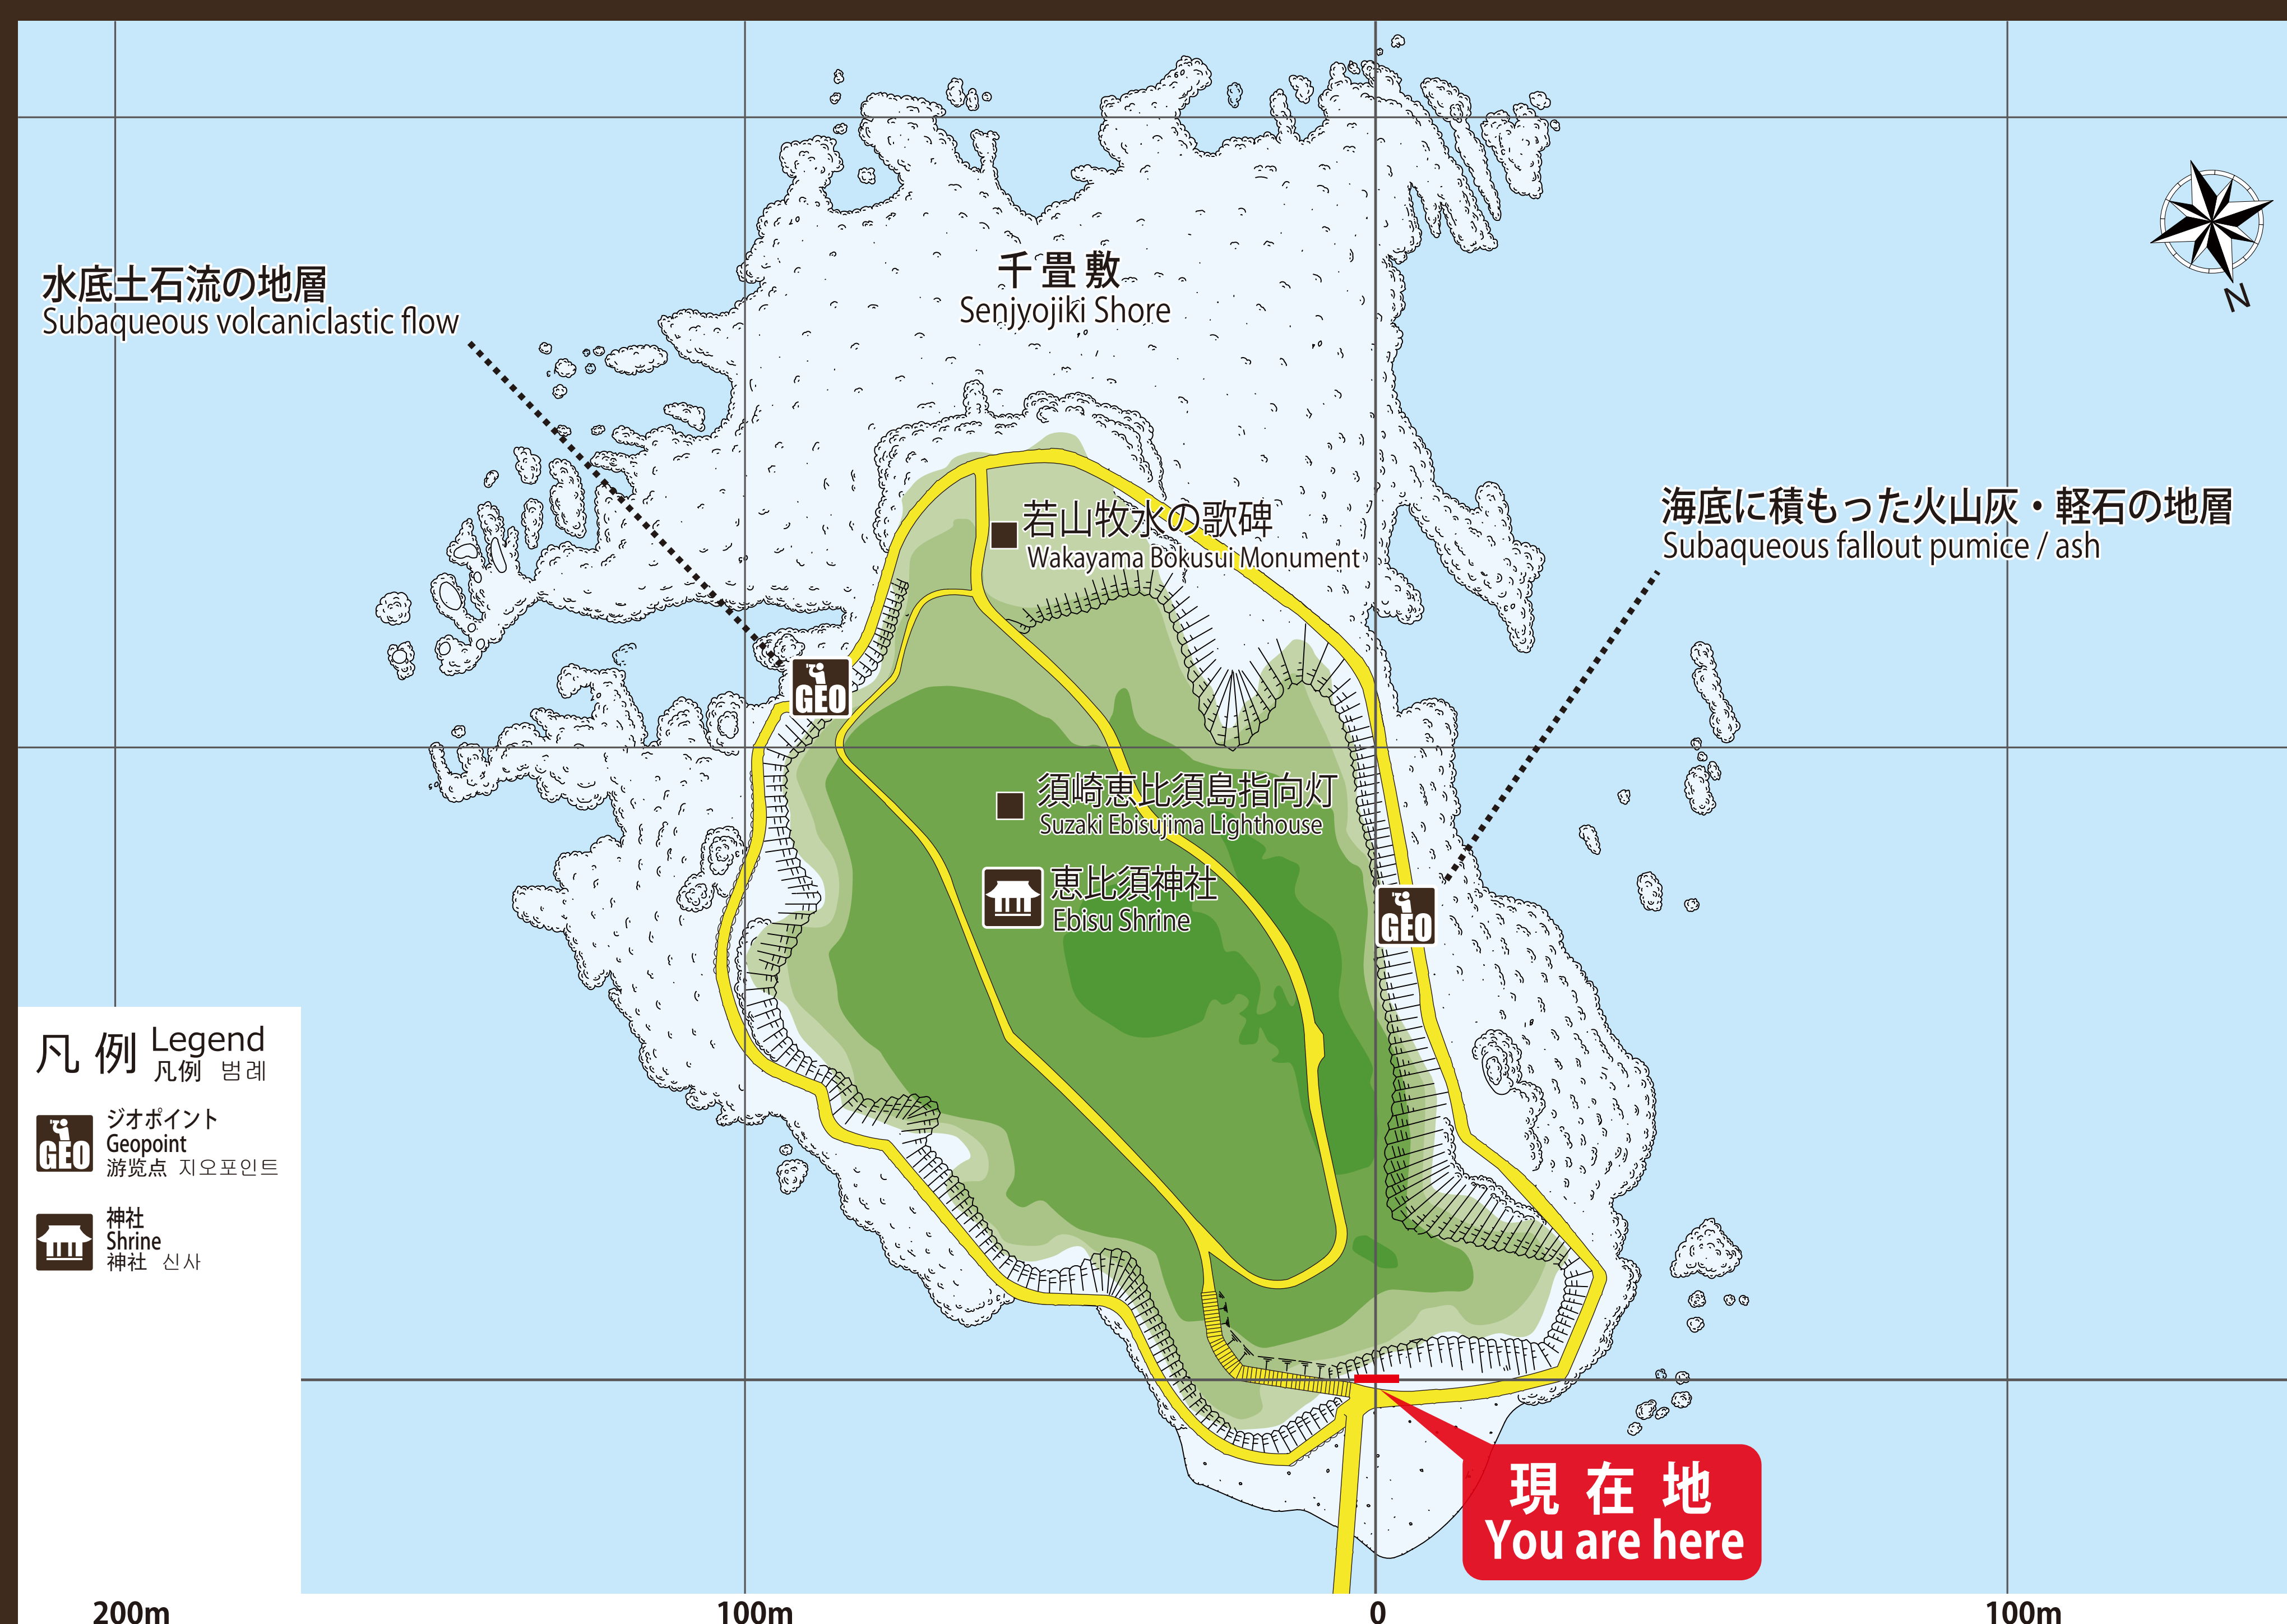 水底土石流の地層
Subaqueous volcaniclastic flow
千畳敷
Senjyojiki Shore
N
若山牧水の歌碑
Wakayama Bokusui Monument
海底に積もった火山灰・軽石の地層
Subaqueous fallout pumice / ash
GEO
須崎恵比須島指向灯
Suzaki Ebisujima Lighthouse
恵比須神社
Ebisu Shrine
GEO
凡例 Legend
凡例 범례
GEO
ジオポイント
Geopoint
游览点 지오포인트
神社
Shrine
神社 신사
現在地
You are here
200m 100m 0 100m